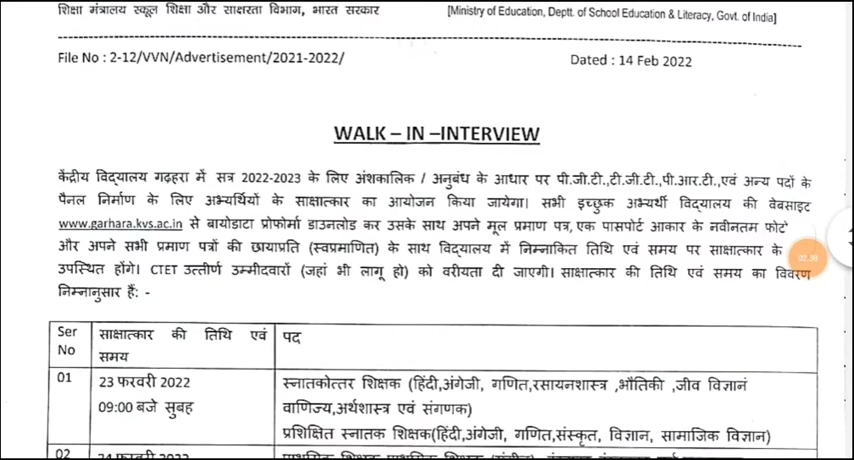 शिक्षा मंत्रालय स्कूल शिक्षा और साक्षरता विभाग, भारत सरकार [Ministry of Education, Deptt. of School Education & Literacy, Govt. of India]
File No : 2-12/VVN/Advertisement/2021-2022/ Dated : 14 Feb 2022
WALK – IN –INTERVIEW
केंद्रीय विद्यालय गढ़हरा में सत्र 2022-2023 के लिए अंशकालिक / अनुबंध के आधार पर पी.जी.टी.,टी.जी.टी.,पी.आर.टी.,एवं अन्य पदों के
पैनल निर्माण के लिए अभ्यर्थियों के साक्षात्कार का आयोजन किया जायेगा। सभी इच्छुक अभ्यर्थी विद्यालय की वेबसाइट
www.garhara.kvs.ac.in से बायोडाटा प्रोफोर्मा डाउनलोड कर उसके साथ अपने मूल प्रमाण पत्र, एक पासपोर्ट आकार के नवीनतम फोटो
और अपने सभी प्रमाण पत्रों की छायाप्रति (स्वप्रमाणित) के साथ विद्यालय में निम्नांकित तिथि एवं समय पर साक्षात्कार के
उपस्थित होंगे। CTET उत्तीर्ण उम्मीदवारों (जहां भी लागू हो) को वरीयता दी जाएगी। साक्षात्कार की तिथि एवं समय का विवरण
निम्नानुसार हैं: -
02:38
Ser No साक्षात्कार की तिथि एवं समय पद
01 23 फरवरी 2022 स्नातकोत्तर शिक्षक (हिंदी,अंगेजी, गणित,रसायनशास्त्र ,भौतिकी ,जीव विज्ञानं
09:00 बजे सुबह वाणिज्य,अर्थशास्त्र एवं संगणक)
प्रशिक्षित स्नातक शिक्षक(हिंदी,अंगेजी, गणित,संस्कृत, विज्ञान, सामाजिक विज्ञान)
02